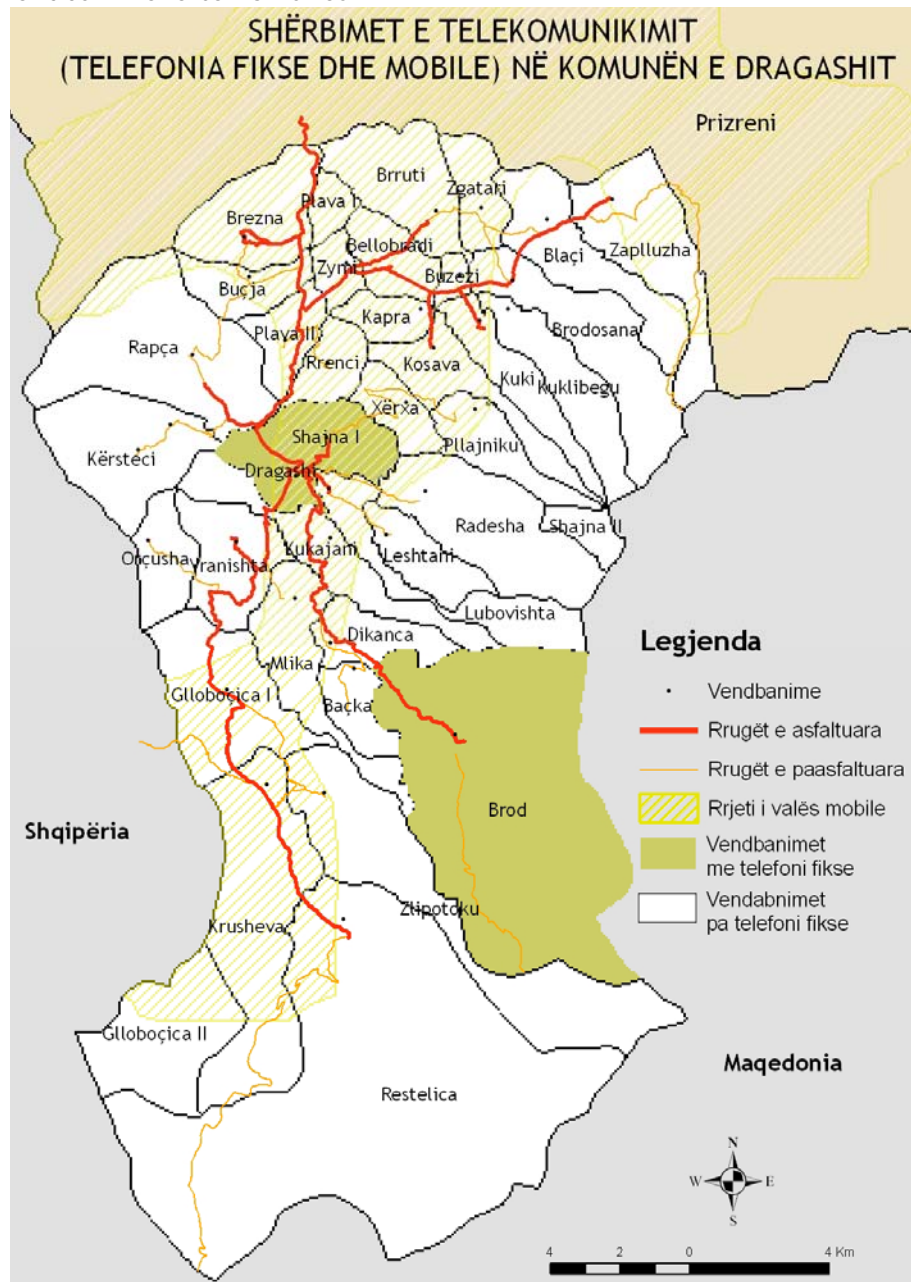 SHËRBIMET E TELEKOMUNIKIMIT
(TELEFONIA FIKSE DHE MOBILE) NË KOMUNËN E DRAGASHIT
Prizreni
Brruti
Zgatari
Plava I
Brezna
Bellobradi
Blaçi
Zaplluzha
Zymi
Buzezi
Buçja
Kapra
Brodosana
Plava II
Rapça
Rrenci
Kosava
Kuki
Kuklibegu
Xërxa
Shajna I
Pllajniku
Kërsteci
Dragashi
Radesha
Shajna II
Orçusha
Vranishta
Kukajani
Leshtani
Lubovishta
Dikanca
Mlika
Glloboçica I
Baçka
Brod
Shqipëria
Zlipotoku
Krusheva
Glloboçica II
Restelica
Maqedonia
Legjenda
Vendbanime
Rrugët e asfaltuara
Rrugët e paasfaltuara
Rrjeti i valës mobile
Vendbanimet
me telefoni fikse
Vendabnimet
pa telefoni fikse
N
W E
S
4 2 0 4 Km